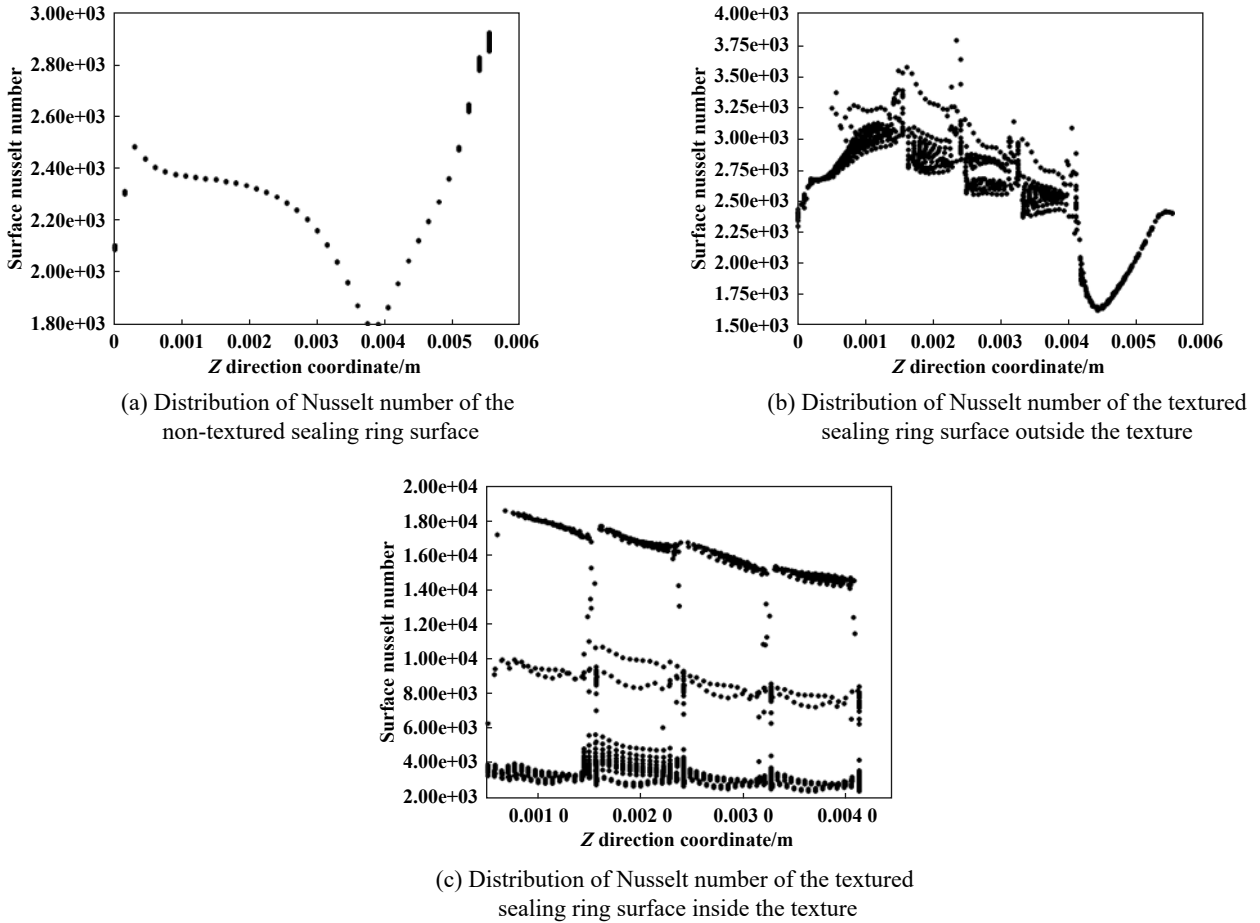 3.00e+03
2.80e+03
2.60e+03
2.40e+03
2.20e+03
2.00e+03
1.80e+03
Surface nusselt number
0 0.001 0.002 0.003 0.004 0.005 0.006
Z direction coordinate/m
(a) Distribution of Nusselt number of the
non-textured sealing ring surface
4.00e+03
3.75e+03
3.50e+03
3.25e+03
3.00e+03
2.75e+03
2.50e+03
2.25e+03
2.00e+03
1.75e+03
1.50e+03
Surface nusselt number
0 0.001 0.002 0.003 0.004 0.005 0.006
Z direction coordinate/m
(b) Distribution of Nusselt number of the textured
sealing ring surface outside the texture
2.00e+04
1.80e+04
1.60e+04
1.40e+04
1.20e+04
1.00e+04
8.00e+03
6.00e+03
4.00e+03
2.00e+03
Surface nusselt number
0.001 0 0.002 0 0.003 0 0.004 0
Z direction coordinate/m
(c) Distribution of Nusselt number of the textured
sealing ring surface inside the texture